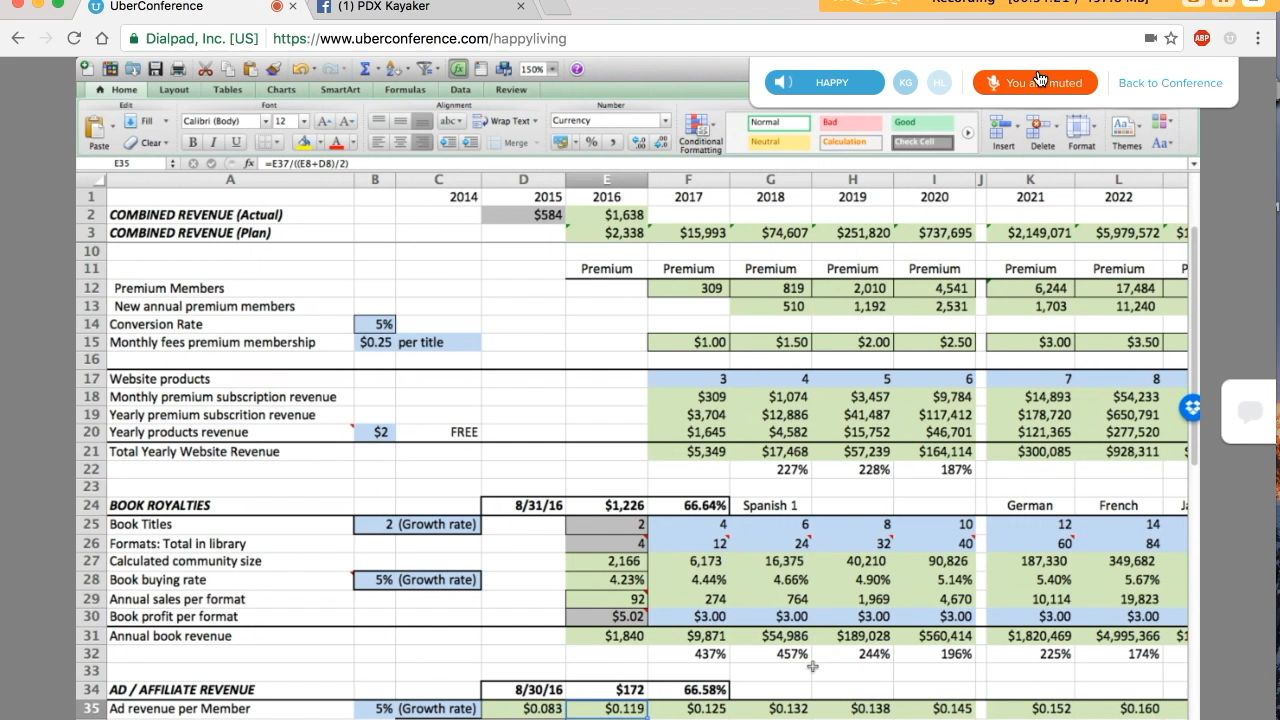 UberConference
(1) PDX Kayaker
Dialpad, Inc. [US] https://www.uberconference.com/happyliving
ABP
150%
HAPPY KG HL Back to Conference
Home Layout Tables Charts SmartArt Formulas Data Review
Edit Font Alignment Number
Fill Calibri (Body) 12 A A abc Wrap Text Currency Normal Bad Good
Paste Clear B I U A Merge % Conditional Formatting Neutral Calculation Check Cell Insert Delete Format Themes Aa
E35 fx =E37/((E8+D8)/2)
A B C D E F G H I J K L
1 2014 2015 2016 2017 2018 2019 2020 2021 2022
2 COMBINED REVENUE (Actual) $584 $1,638
3 COMBINED REVENUE (Plan) $2,338 $15,993 $74,607 $251,820 $737,695 $2,149,071 $5,979,572
10
11 Premium Premium Premium Premium Premium Premium Premium P
12 Premium Members 309 819 2,010 4,541 6,244 17,484
13 New annual premium members 510 1,192 2,531 1,703 11,240
14 Conversion Rate 5%
15 Monthly fees premium membership $0.25 per title $1.00 $1.50 $2.00 $2.50 $3.00 $3.50
16
17 Website products 3 4 5 6 7 8
18 Monthly premium subscription revenue $309 $1,074 $3,457 $9,784 $14,893 $54,233
19 Yearly premium subscrition revenue $3,704 $12,886 $41,487 $117,412 $178,720 $650,791
20 Yearly products revenue $2 FREE $1,645 $4,582 $15,752 $46,701 $121,365 $277,520
21 Total Yearly Website Revenue $5,349 $17,468 $57,239 $164,114 $300,085 $928,311
22 227% 228% 187%
23
24 BOOK ROYALTIES 8/31/16 $1,226 66.64% Spanish 1 German French
25 Book Titles 2 (Growth rate) 2 4 6 8 10 12 14
26 Formats: Total in library 4 12 24 32 40 60 84
27 Calculated community size 2,166 6,173 16,375 40,210 90,826 187,330 349,682
28 Book buying rate 5% (Growth rate) 4.23% 4.44% 4.66% 4.90% 5.14% 5.40% 5.67%
29 Annual sales per format 92 274 764 1,969 4,670 10,114 19,823
30 Book profit per format $5.02 $3.00 $3.00 $3.00 $3.00 $3.00 $3.00
31 Annual book revenue $1,840 $9,871 $54,986 $189,028 $560,414 $1,820,469 $4,995,366
32 437% 457% 244% 196% 225% 174%
33
34 AD / AFFILIATE REVENUE 8/30/16 $172 66.58%
35 Ad revenue per Member 5% (Growth rate) $0.083 $0.119 $0.125 $0.132 $0.138 $0.145 $0.152 $0.160